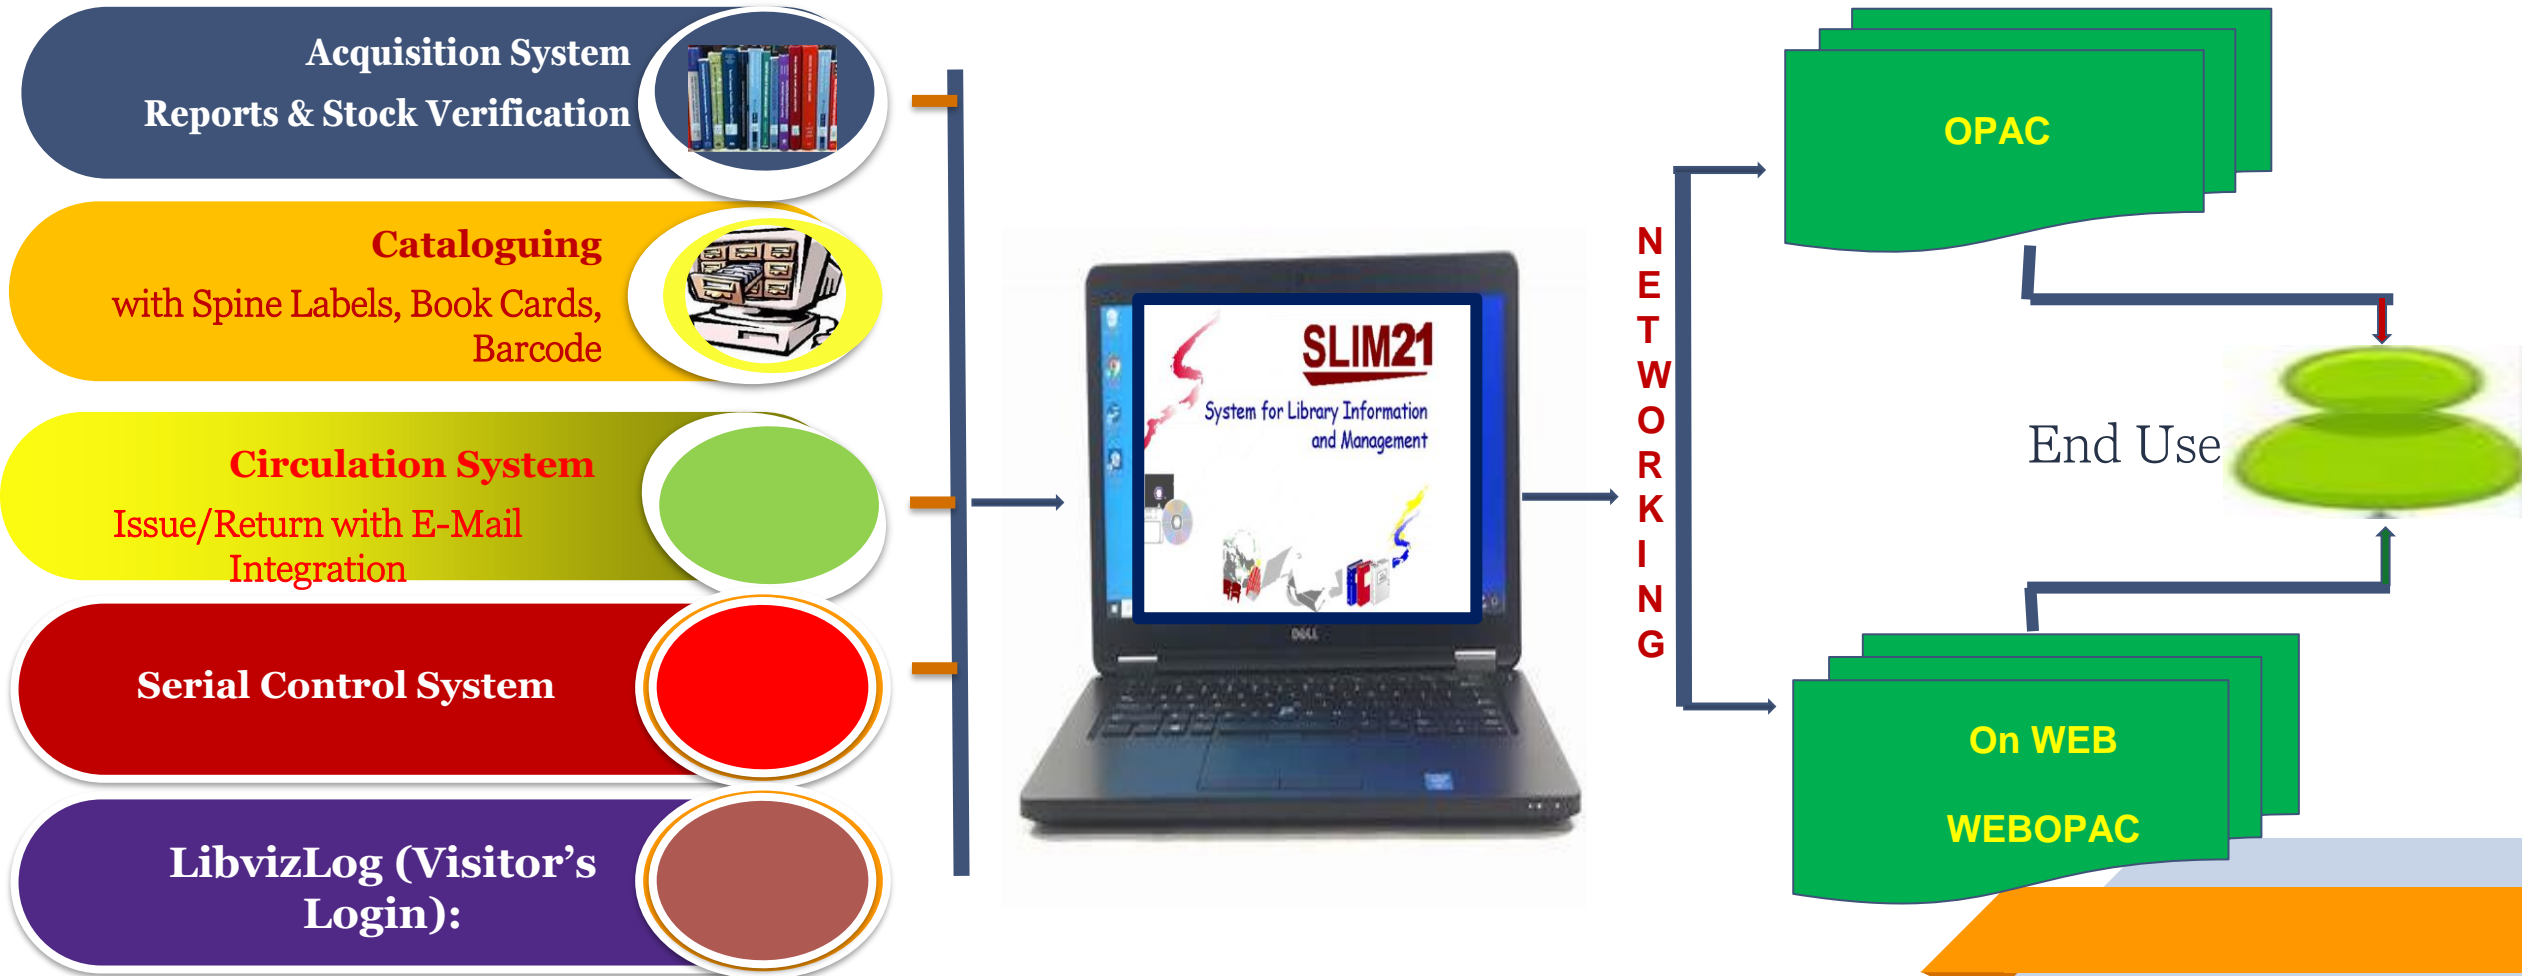 Acquisition System
Reports & Stock Verification
Cataloguing
with Spine Labels, Book Cards,
Barcode
Circulation System
Issue/Return with E-Mail
Integration
Serial Control System
LibvizLog (Visitor’s
Login):
SLIM21
System for Library Information
and Management
DELL
NETWORKING
OPAC
End Use
On WEB
WEBOPAC